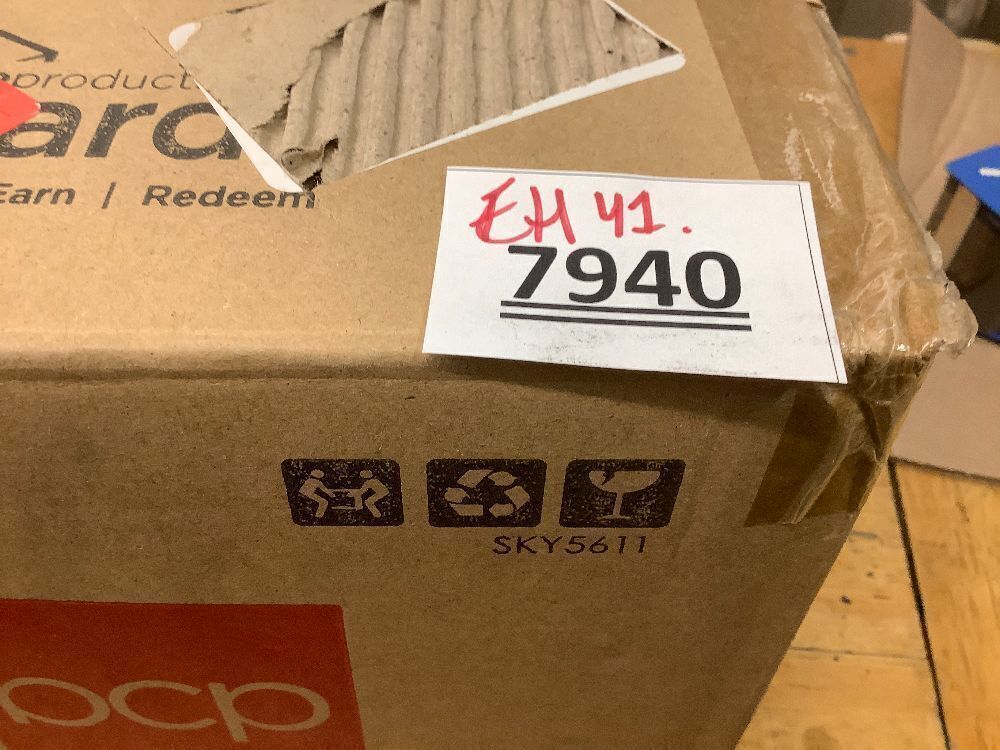 product
ard
Earn | Redeem
EH 41.
7940
SKY5611
pcp